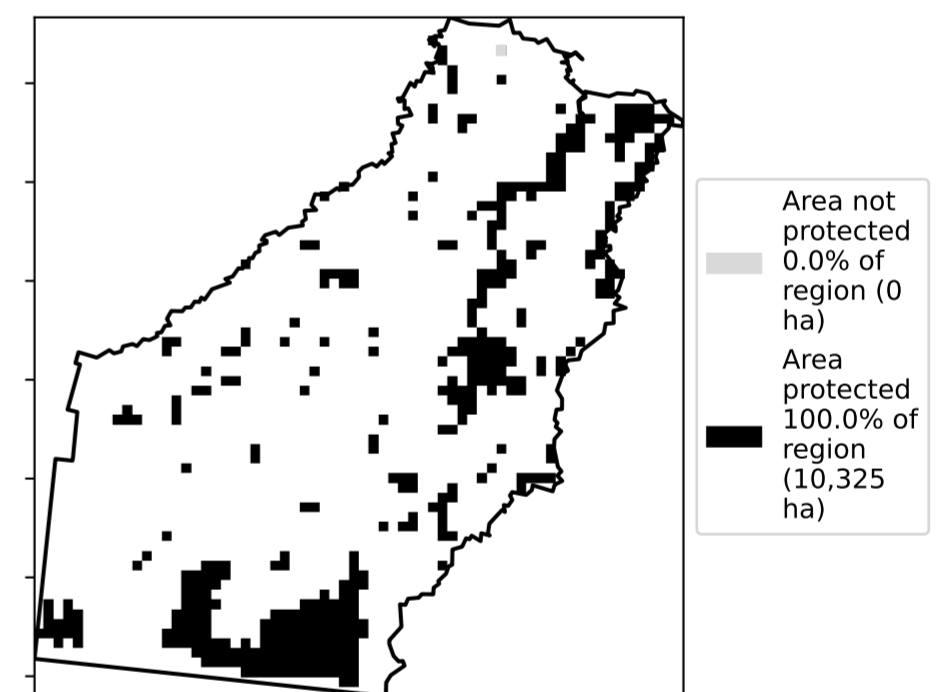 Area not
protected
0.0% of
region (0
ha)
Area
protected
100.0% of
region
(10,325
ha)